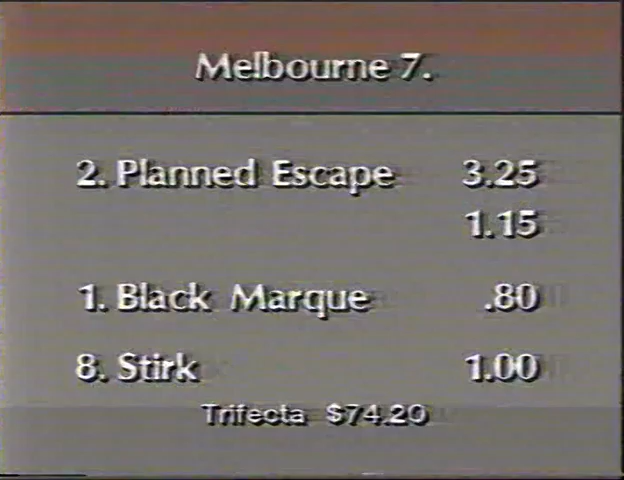 Melbourne 7.
2. Planned Escape 3.25
1.15
1. Black Marque .80
8. Stirk 1.00
Trifecta $74.20